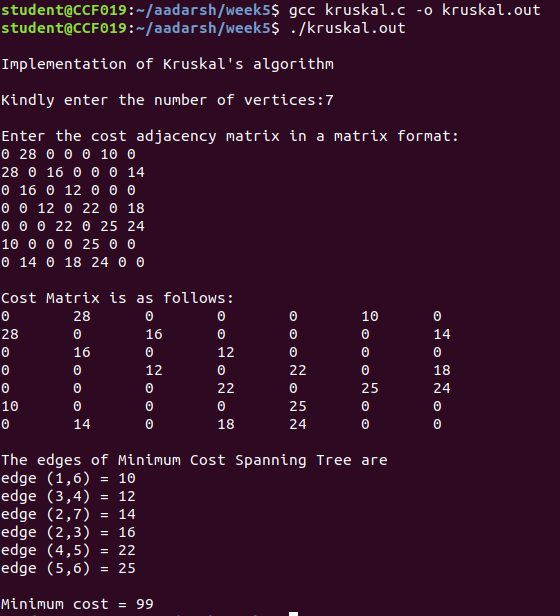 student@CCF019:~/aadarsh/week5$ gcc kruskal.c -o kruskal.out
student@CCF019:~/aadarsh/week5$ ./kruskal.out
Implementation of Kruskal's algorithm
Kindly enter the number of vertices:7
Enter the cost adjacency matrix in a matrix format:
0 28 0 0 0 10 0
28 0 16 0 0 0 14
0 16 0 12 0 0 0
0 0 12 0 22 0 18
0 0 0 22 0 25 24
10 0 0 0 25 0 0
0 14 0 18 24 0 0
Cost Matrix is as follows:
0 28 0 0 0 10 0
28 0 16 0 0 0 14
0 16 0 12 0 0 0
0 0 12 0 22 0 18
0 0 0 22 0 25 24
10 0 0 0 25 0 0
0 14 0 18 24 0 0
The edges of Minimum Cost Spanning Tree are
edge (1,6) = 10
edge (3,4) = 12
edge (2,7) = 14
edge (2,3) = 16
edge (4,5) = 22
edge (5,6) = 25
Minimum cost = 99